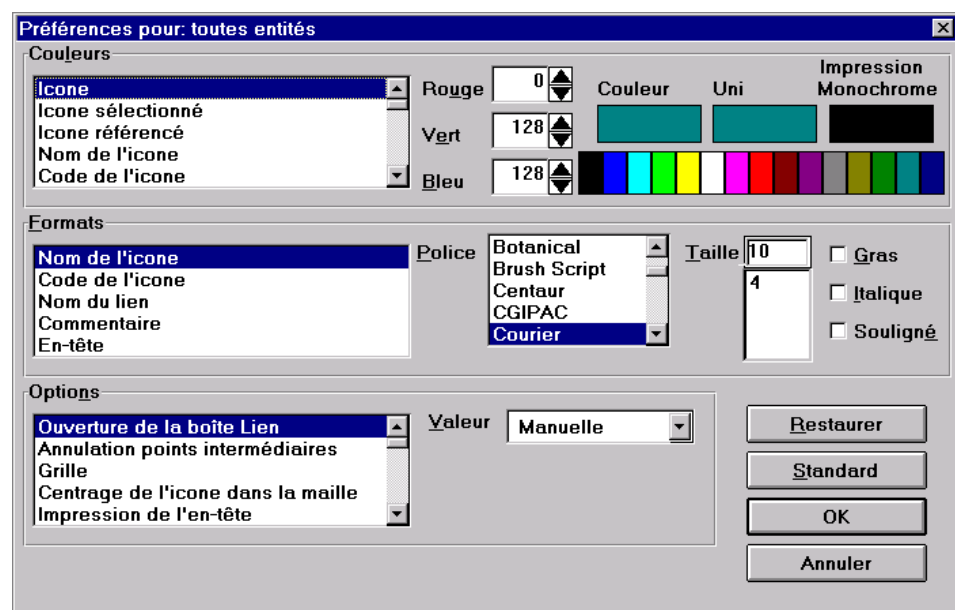 Préférences pour: toutes entités
Couleurs
Icone
Icone sélectionné
Icone référencé
Nom de l'icone
Code de l'icone
Rouge 0
Vert 128
Bleu 128
Couleur Uni Impression Monochrome
Formats
Nom de l'icone
Code de l'icone
Nom du lien
Commentaire
En-tête
Police
Botanical
Brush Script
Centaur
CGIPAC
Courier
Taille 10
4
Gras
Italique
Souligné
Options
Ouverture de la boîte Lien
Annulation points intermédiaires
Grille
Centrage de l'icone dans la maille
Impression de l'en-tête
Valeur Manuelle
Restaurer
Standard
OK
Annuler